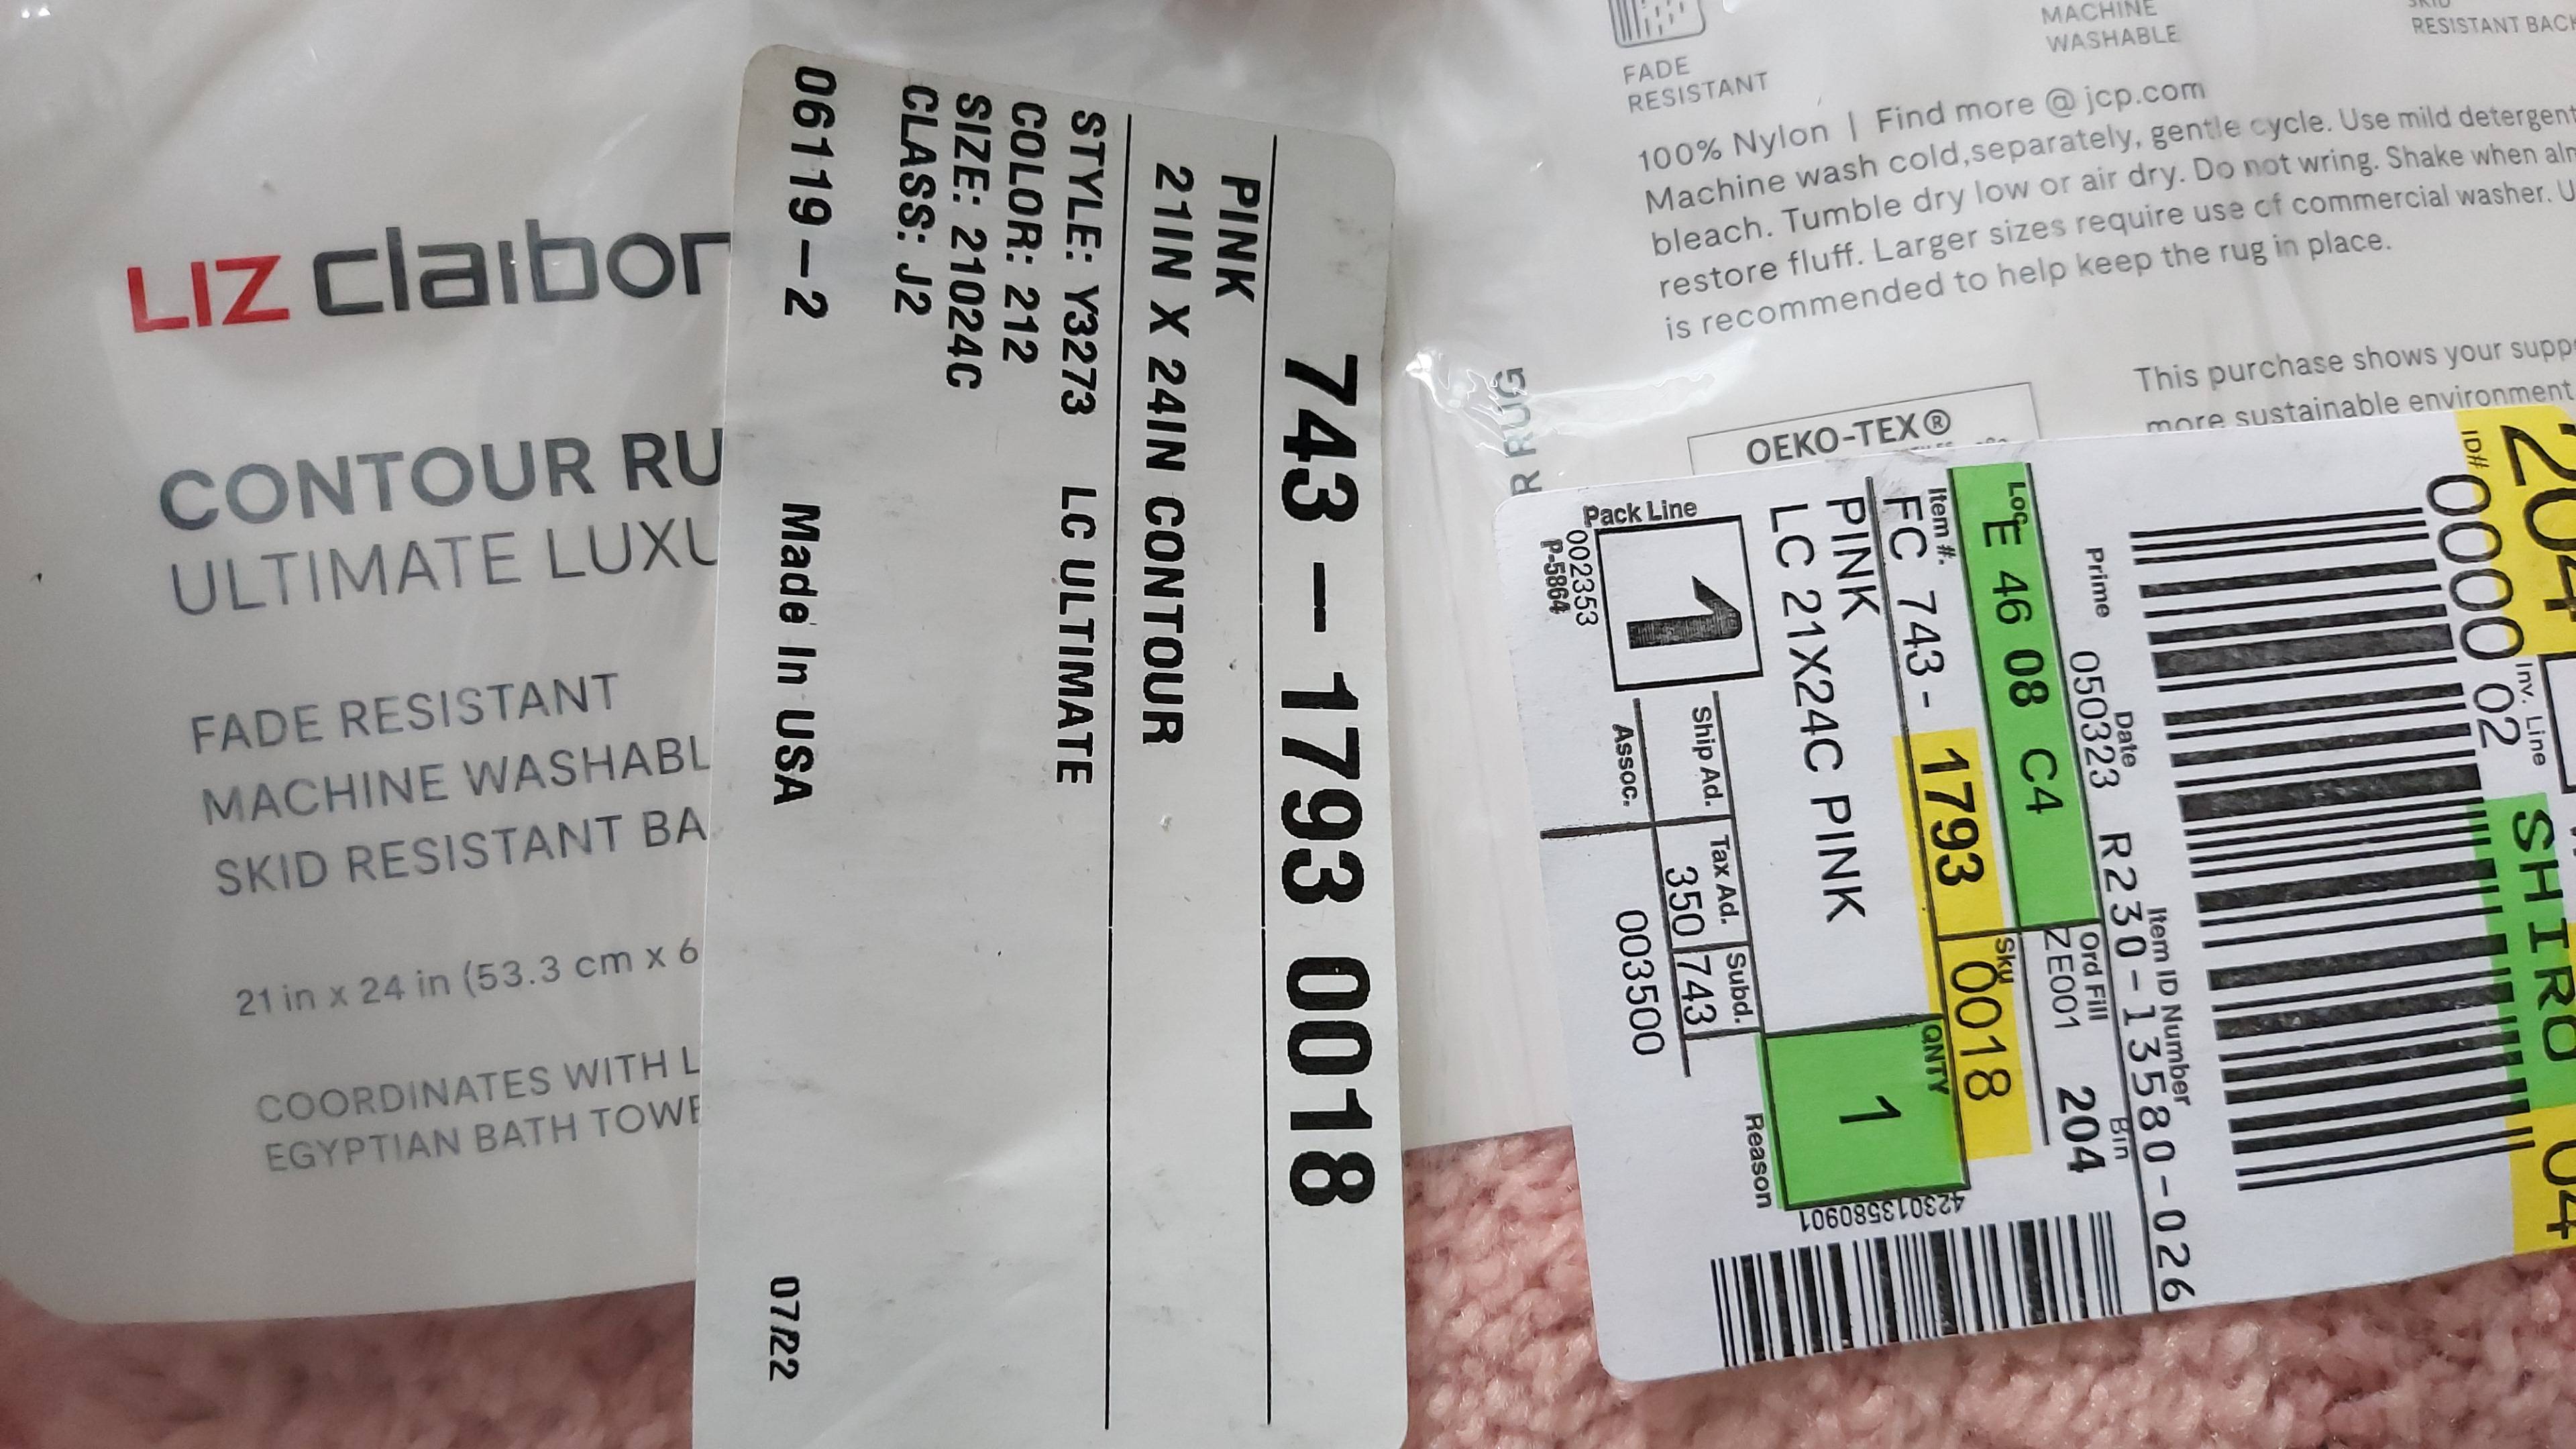 LIZ claibor
CONTOUR RU
ULTIMATE LUXU
FADE RESISTANT
MACHINE WASHABL
SKID RESISTANT BA
21 in x 24 in (53.3 cm x 6
COORDINATES WITH L
EGYPTIAN BATH TOWE
743 - 1793 0018
PINK
21IN X 24IN CONTOUR
STYLE: Y3273 LC ULTIMATE
COLOR: 212
SIZE: 21024C
CLASS: J2
06119-2 Made In USA 07/22
FADE
RESISTANT
MACHINE
WASHABLE
RESISTANT BACK
100% Nylon | Find more @ jcp.com
Machine wash cold,separately, gentle cycle. Use mild detergent
bleach. Tumble dry low or air dry. Do not wring. Shake when alm
restore fluff. Larger sizes require use of commercial washer. U
is recommended to help keep the rug in place.
This purchase shows your suppo
more sustainable environment
R RUG
OEKO-TEX®
204 SHIRO 04
ID# 0000 Inv. Line 02
Prime Date 050323 Item ID Number R230-13580-026
Loc. E 46 08 C4 Ord Fill ZE001 Bin 204
Item #. FC 743- 1793 Sku 0018
PINK QNTY 1
LC 21X24C PINK
Pack Line 1 Ship Ad. Tax Ad. 350 Subd. 743 Reason
002353 Assoc. 003500
P-5864
423013580901